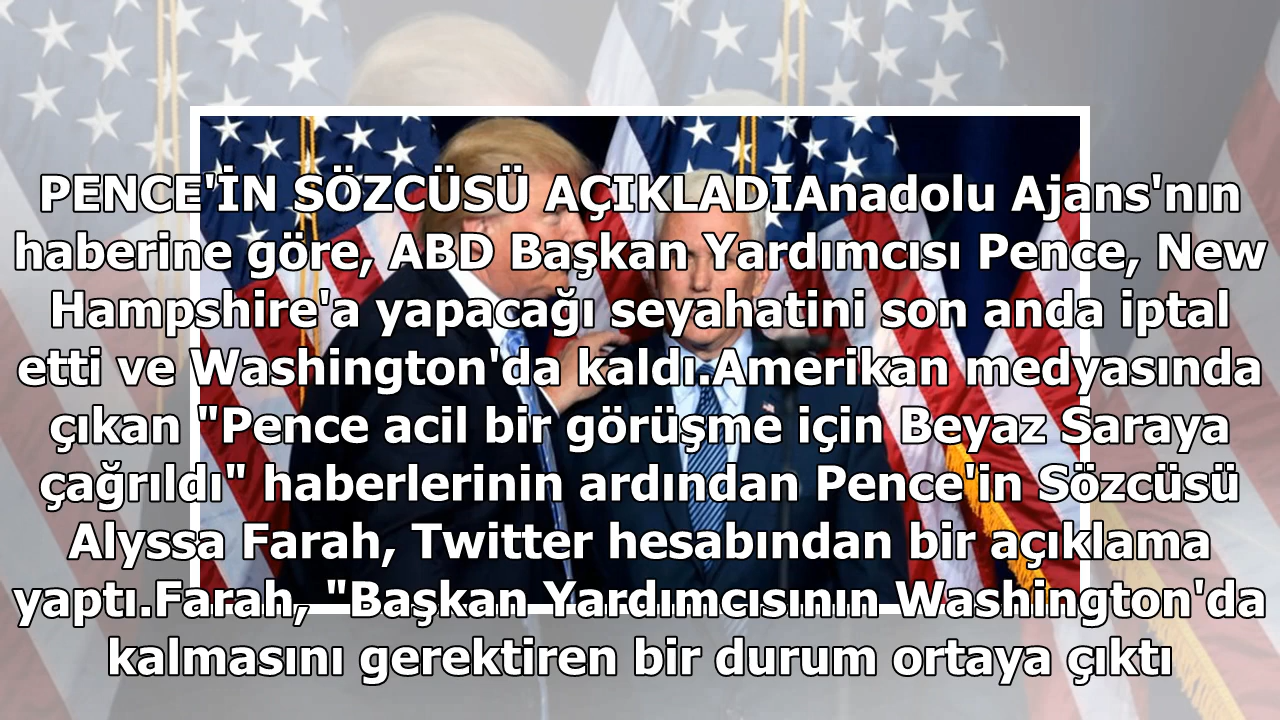 PENCE'İN SÖZCÜSÜ AÇIKLADIAnadolu Ajans'nın
haberine göre, ABD Başkan Yardımcısı Pence, New
Hampshire'a yapacağı seyahatini son anda iptal
etti ve Washington'da kaldı.Amerikan medyasında
çıkan "Pence acil bir görüşme için Beyaz Saraya
çağrıldı" haberlerinin ardından Pence'in Sözcüsü
Alyssa Farah, Twitter hesabından bir açıklama
yaptı.Farah, "Başkan Yardımcısının Washington'da
kalmasını gerektiren bir durum ortaya çıktı